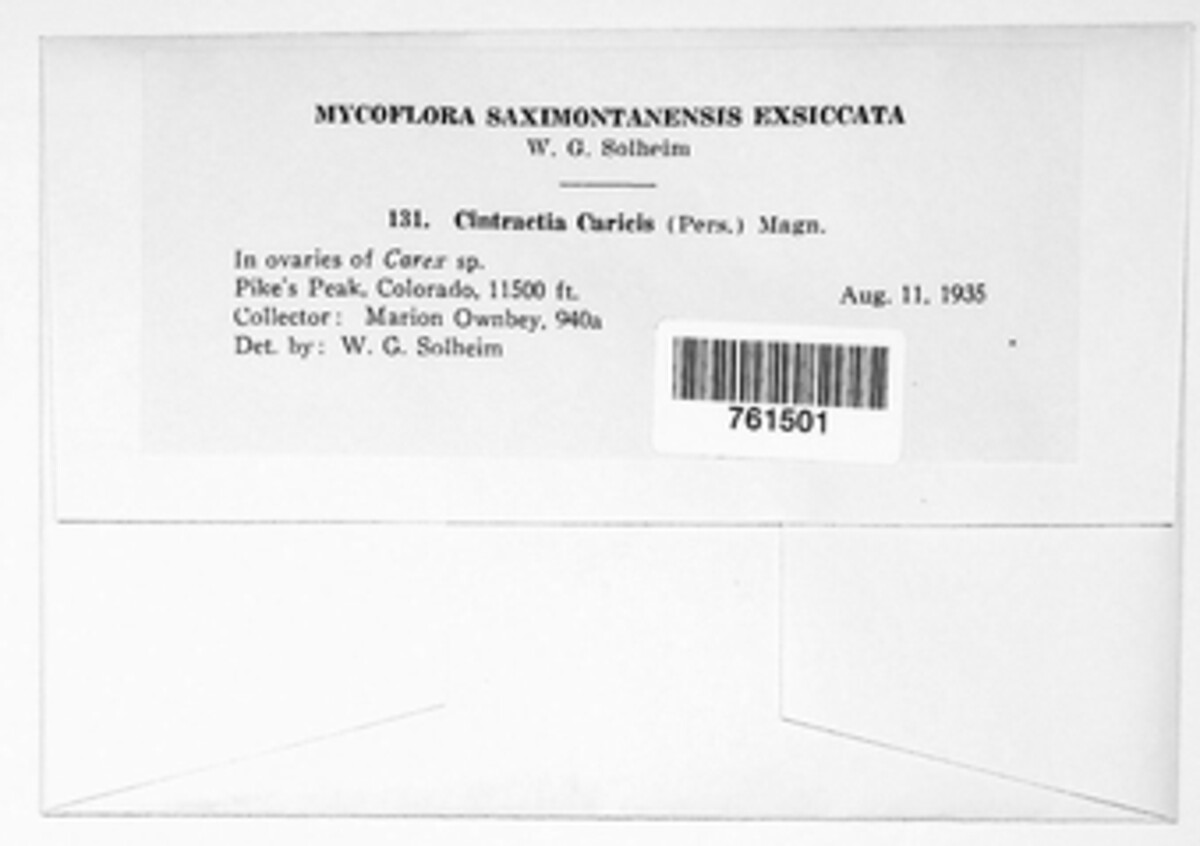 MYCOFLORA SAXIMONTANENSIS EXSICCATA
W. G. Solheim
131. Cintractia Caricis (Pers.) Magn.
In ovaries of Carex sp.
Pike's Peak, Colorado, 11500 ft. Aug. 11, 1935
Collector: Marion Ownbey, 940a
Det. by: W. G. Solheim
761501